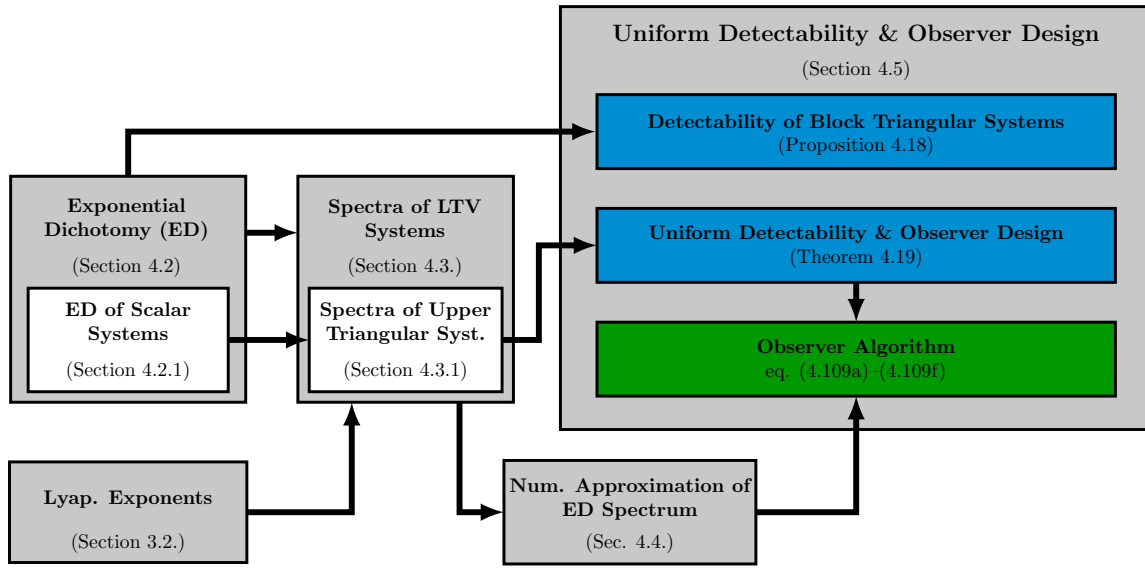 Uniform Detectability & Observer Design
(Section 4.5)
Detectability of Block Triangular Systems
(Proposition 4.18)
Exponential
Dichotomy (ED)
(Section 4.2)
ED of Scalar
Systems
(Section 4.2.1)
Spectra of LTV
Systems
(Section 4.3.)
Spectra of Upper
Triangular Syst.
(Section 4.3.1)
Uniform Detectability & Observer Design
(Theorem 4.19)
Observer Algorithm
eq. (4.109a)–(4.109f)
Lyap. Exponents
(Section 3.2.)
Num. Approximation of
ED Spectrum
(Sec. 4.4.)